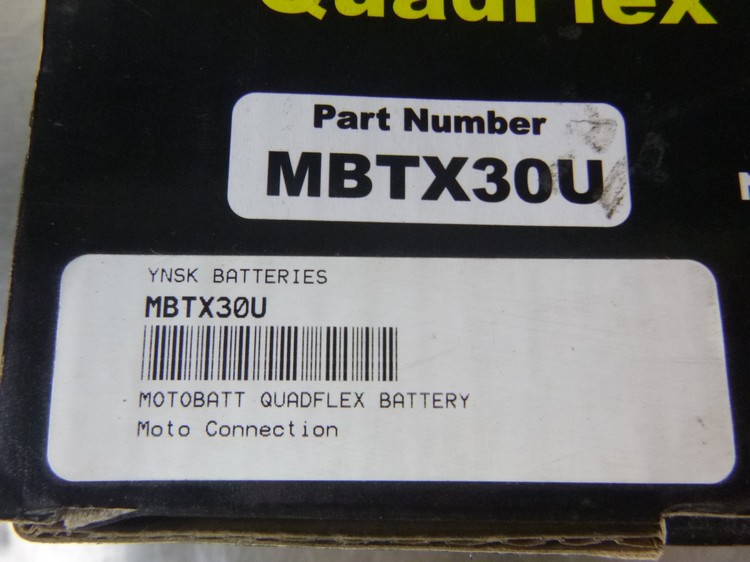 QuadFlex
Part Number
MBTX30U
YNSK BATTERIES
MBTX30U
MOTOBATT QUADFLEX BATTERY
Moto Connection